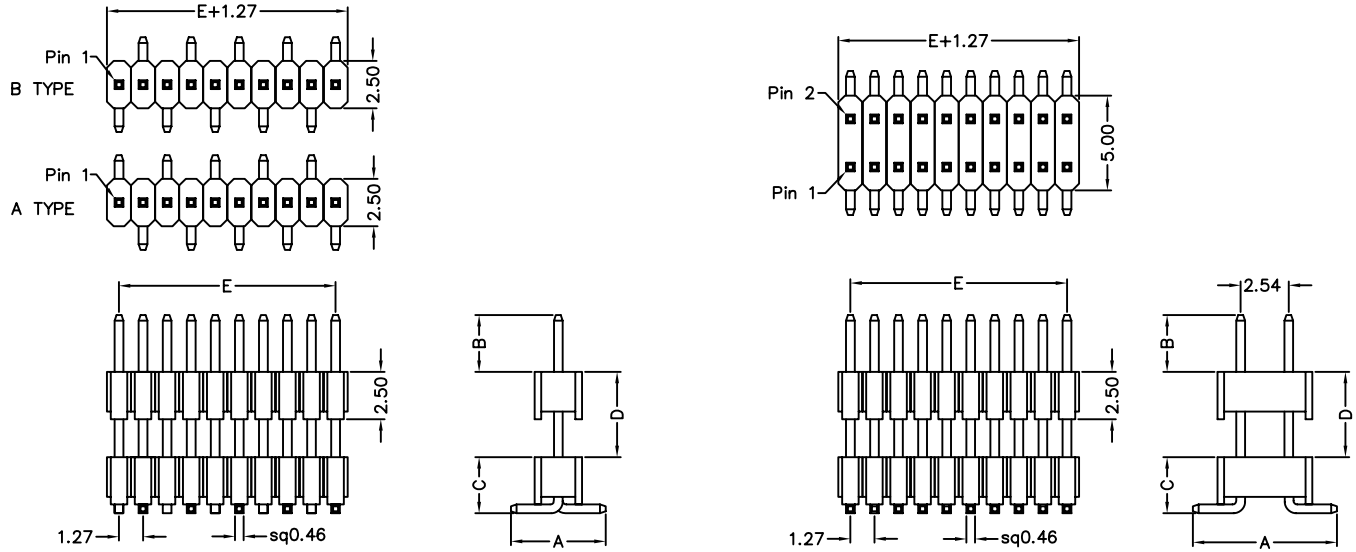 E+1.27
Pin 1
B TYPE
2.50
Pin 1
A TYPE
2.50
E
B
2.50
D
C
1.27
sq0.46
A
E+1.27
Pin 2
5.00
Pin 1
E
2.54
B
2.50
D
C
1.27
sq0.46
A